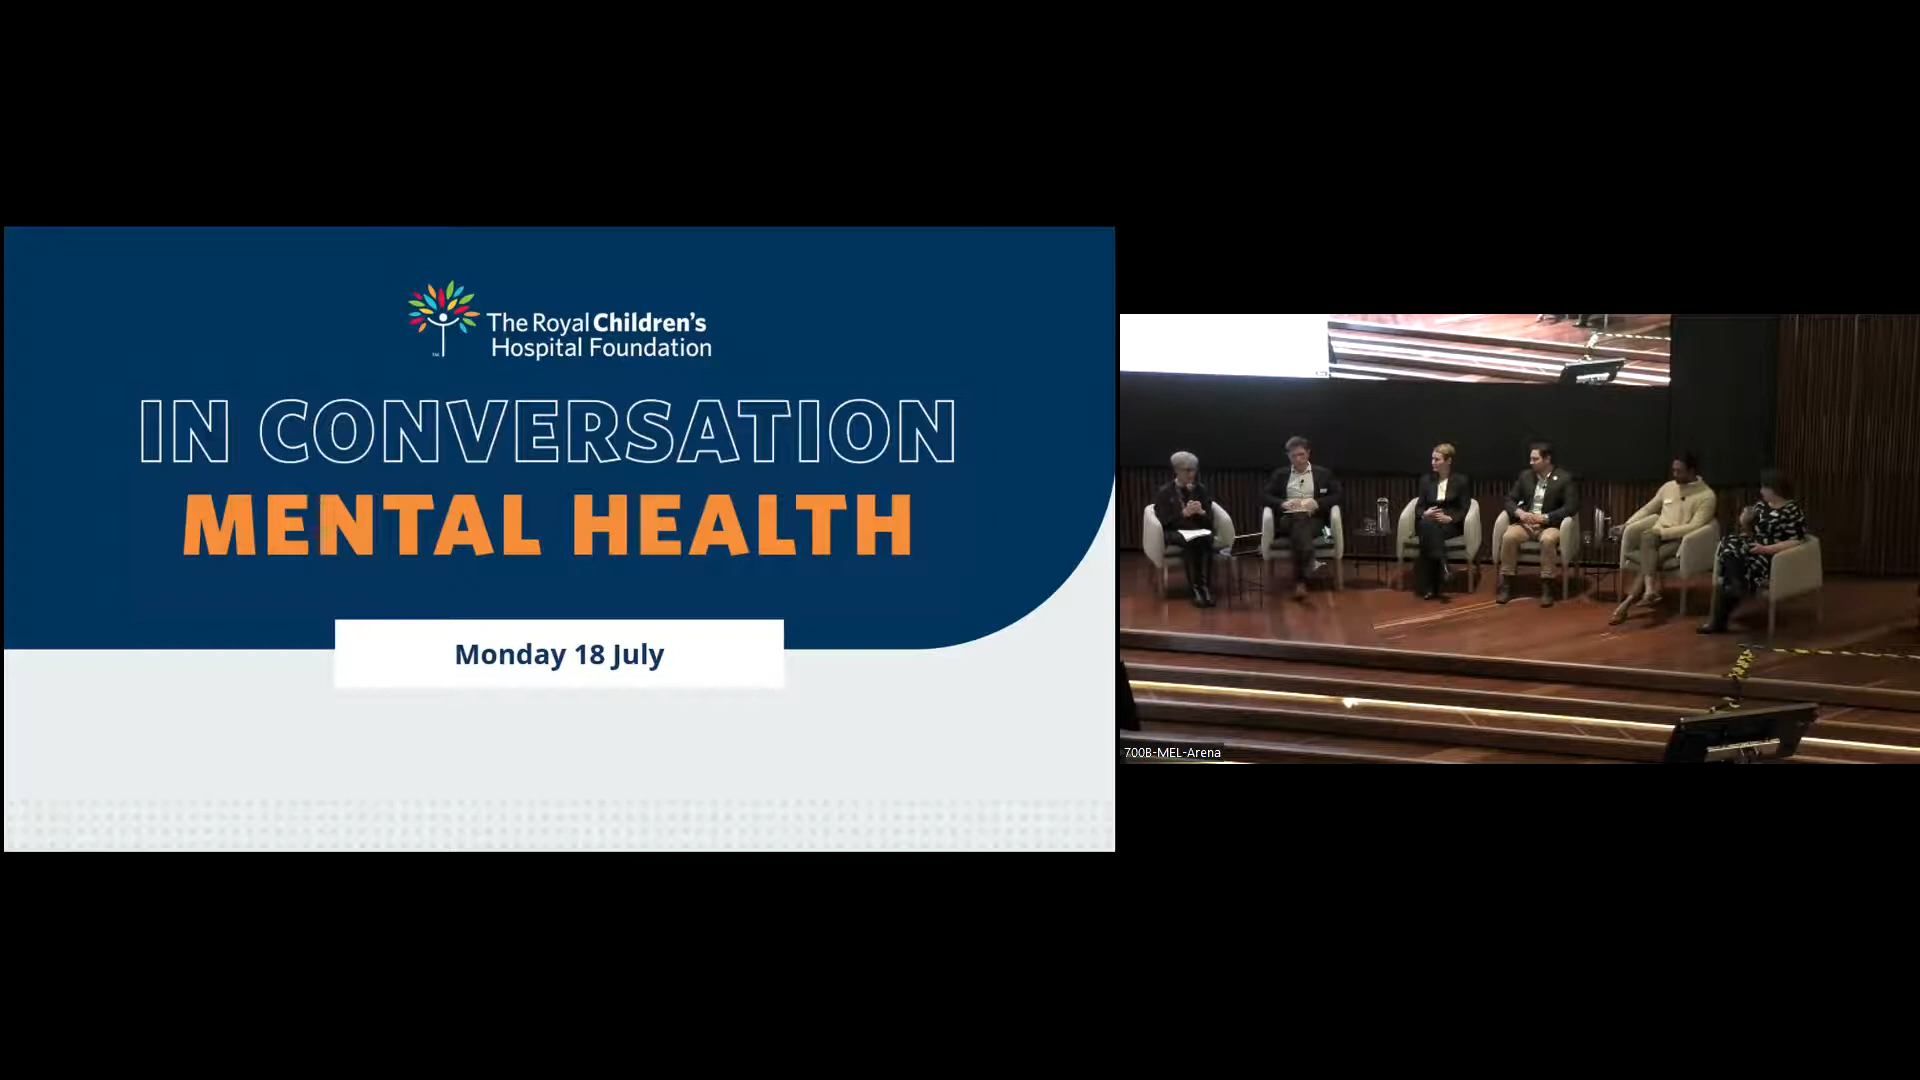 The Royal Children's
Hospital Foundation
IN CONVERSATION
MENTAL HEALTH
Monday 18 July
700B-MEL-Arena